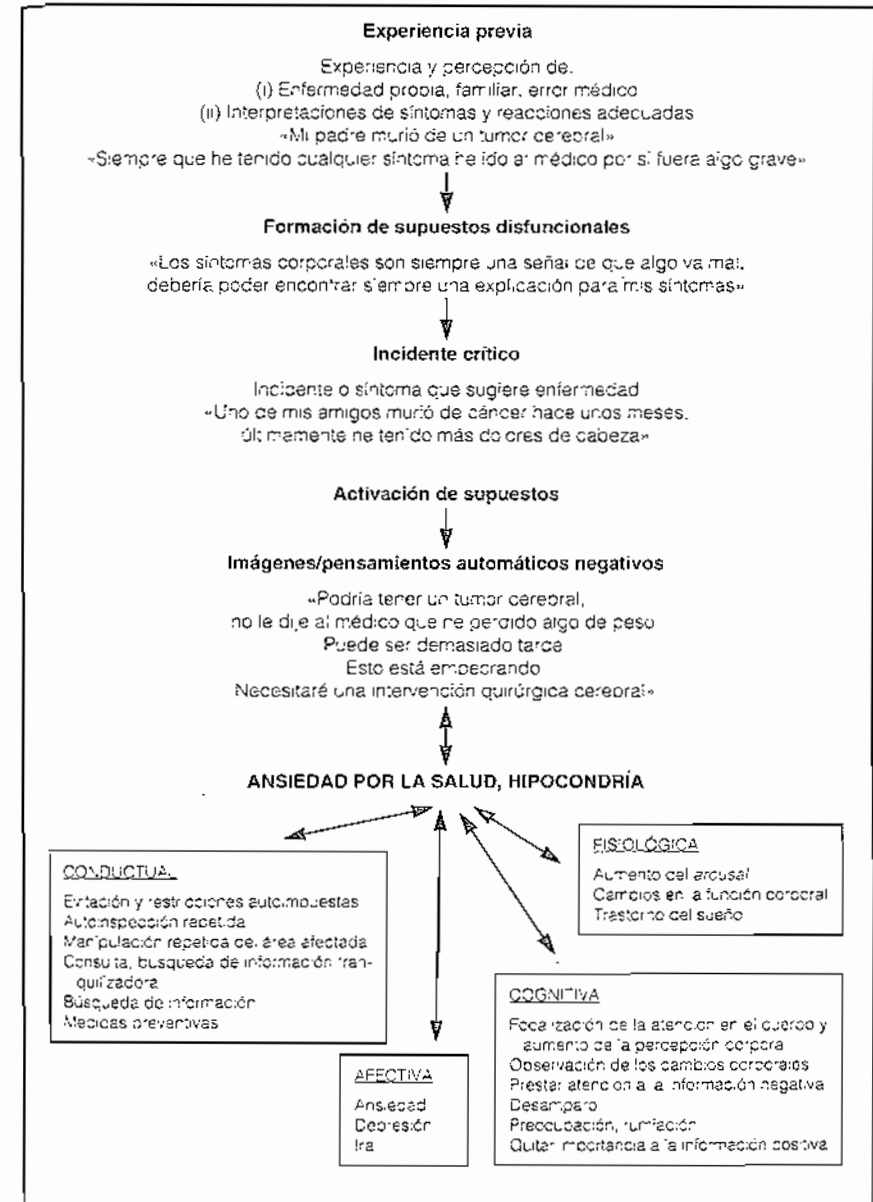 Experiencia previa
Experiencia y percepción de.
(i) Enfermedad propia, familiar, error médico
(ii) Interpretaciones de síntomas y reacciones adecuadas
«Mi padre murió de un tumor cerebral»
«Siempre que he tenido cualquier síntoma he ido al médico por si fuera algo grave»
Formación de supuestos disfuncionales
«Los síntomas corporales son siempre una señal de que algo va mal,
debería poder encontrar siempre una explicación para mis síntomas»
Incidente crítico
Incidente o síntoma que sugiere enfermedad
«Uno de mis amigos murió de cáncer hace unos meses,
últimamente he tenido más dolores de cabeza»
Activación de supuestos
Imágenes/pensamientos automáticos negativos
«Podría tener un tumor cerebral,
no le dije al médico que he perdido algo de peso
Puede ser demasiado tarde
Esto está empeorando
Necesitaré una intervención quirúrgica cerebral»
ANSIEDAD POR LA SALUD, HIPOCONDRÍA
CONDUCTUAL
Evitación y restricciones autoimpuestas
Autoinspección repetida
Manipulación repetida del área afectada
Consulta, búsqueda de información tran-
quilizadora
Búsqueda de información
Medidas preventivas
AFECTIVA
Ansiedad
Depresión
Ira
FISIOLÓGICA
Aumento del arousal
Cambios en la función corporal
Trastorno del sueño
COGNITIVA
Focalización de la atención en el cuerpo y
aumento de la percepción corporal
Observación de los cambios corporales
Prestar atención a la información negativa
Desamparo
Preocupación, rumiación
Quitar importancia a la información positiva